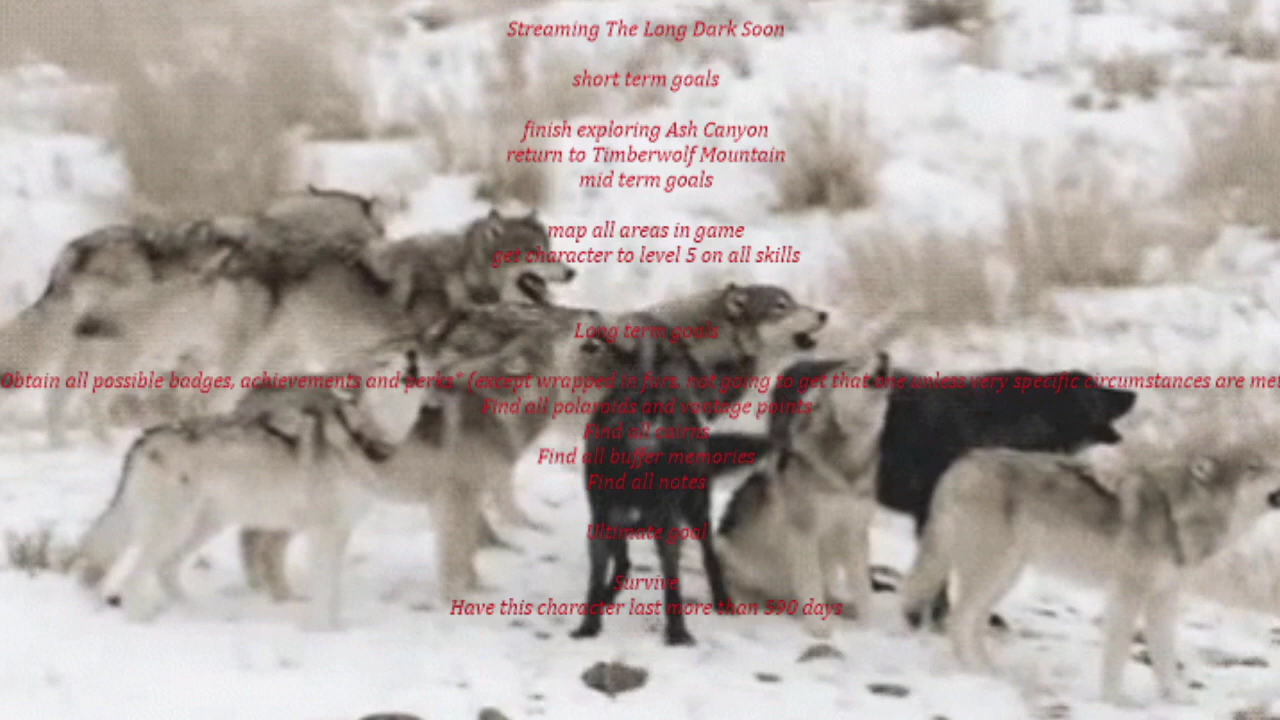 Streaming The Long Dark Soon
short term goals
finish exploring Ash Canyon
return to Timberwolf Mountain
mid term goals
map all areas in game
get character to level 5 on all skills
Long term goals
Obtain all possible badges, achievements and perks* (except wrapped in furs, not going to get that one unless very specific circumstances are met
Find all polaroids and vantage points
Find all cairns
Find all buffer memories
Find all notes
Ultimate goal
Survive
Have this character last more than 590 days